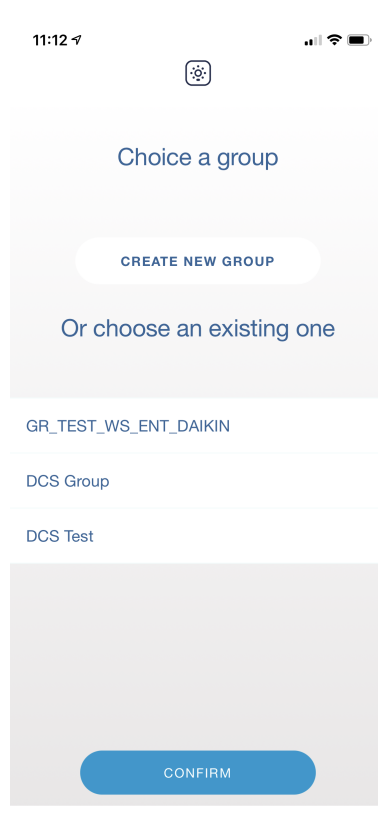 11:12
Choice a group
CREATE NEW GROUP
Or choose an existing one
GR_TEST_WS_ENT_DAIKIN
DCS Group
DCS Test
CONFIRM